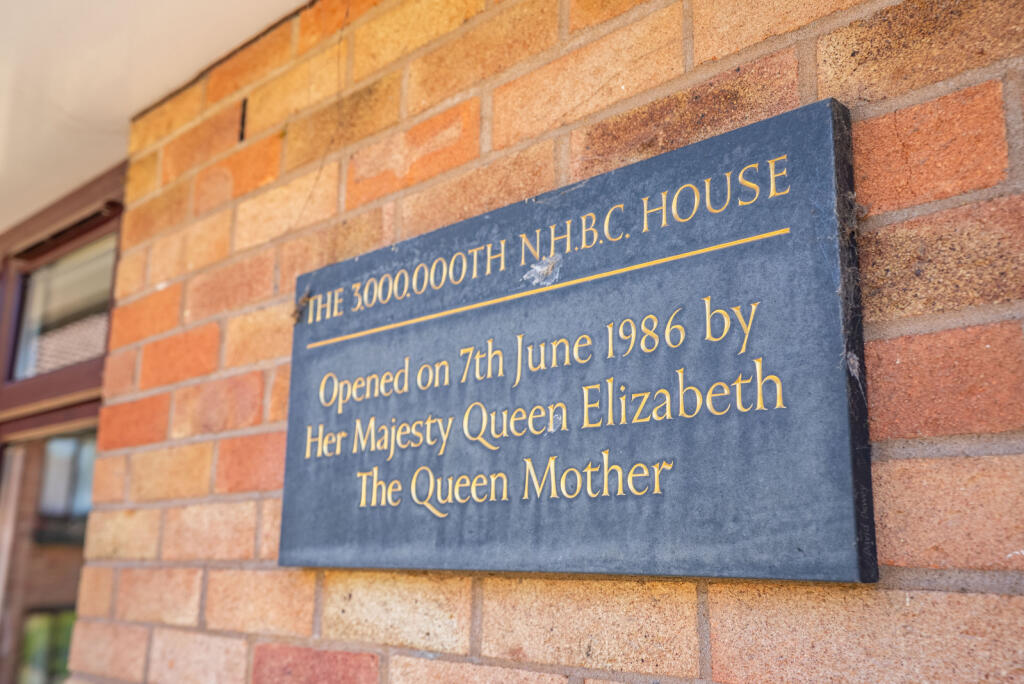 THE 3,000,000TH N.H.B.C. HOUSE
Opened on 7th June 1986 by
Her Majesty Queen Elizabeth
The Queen Mother